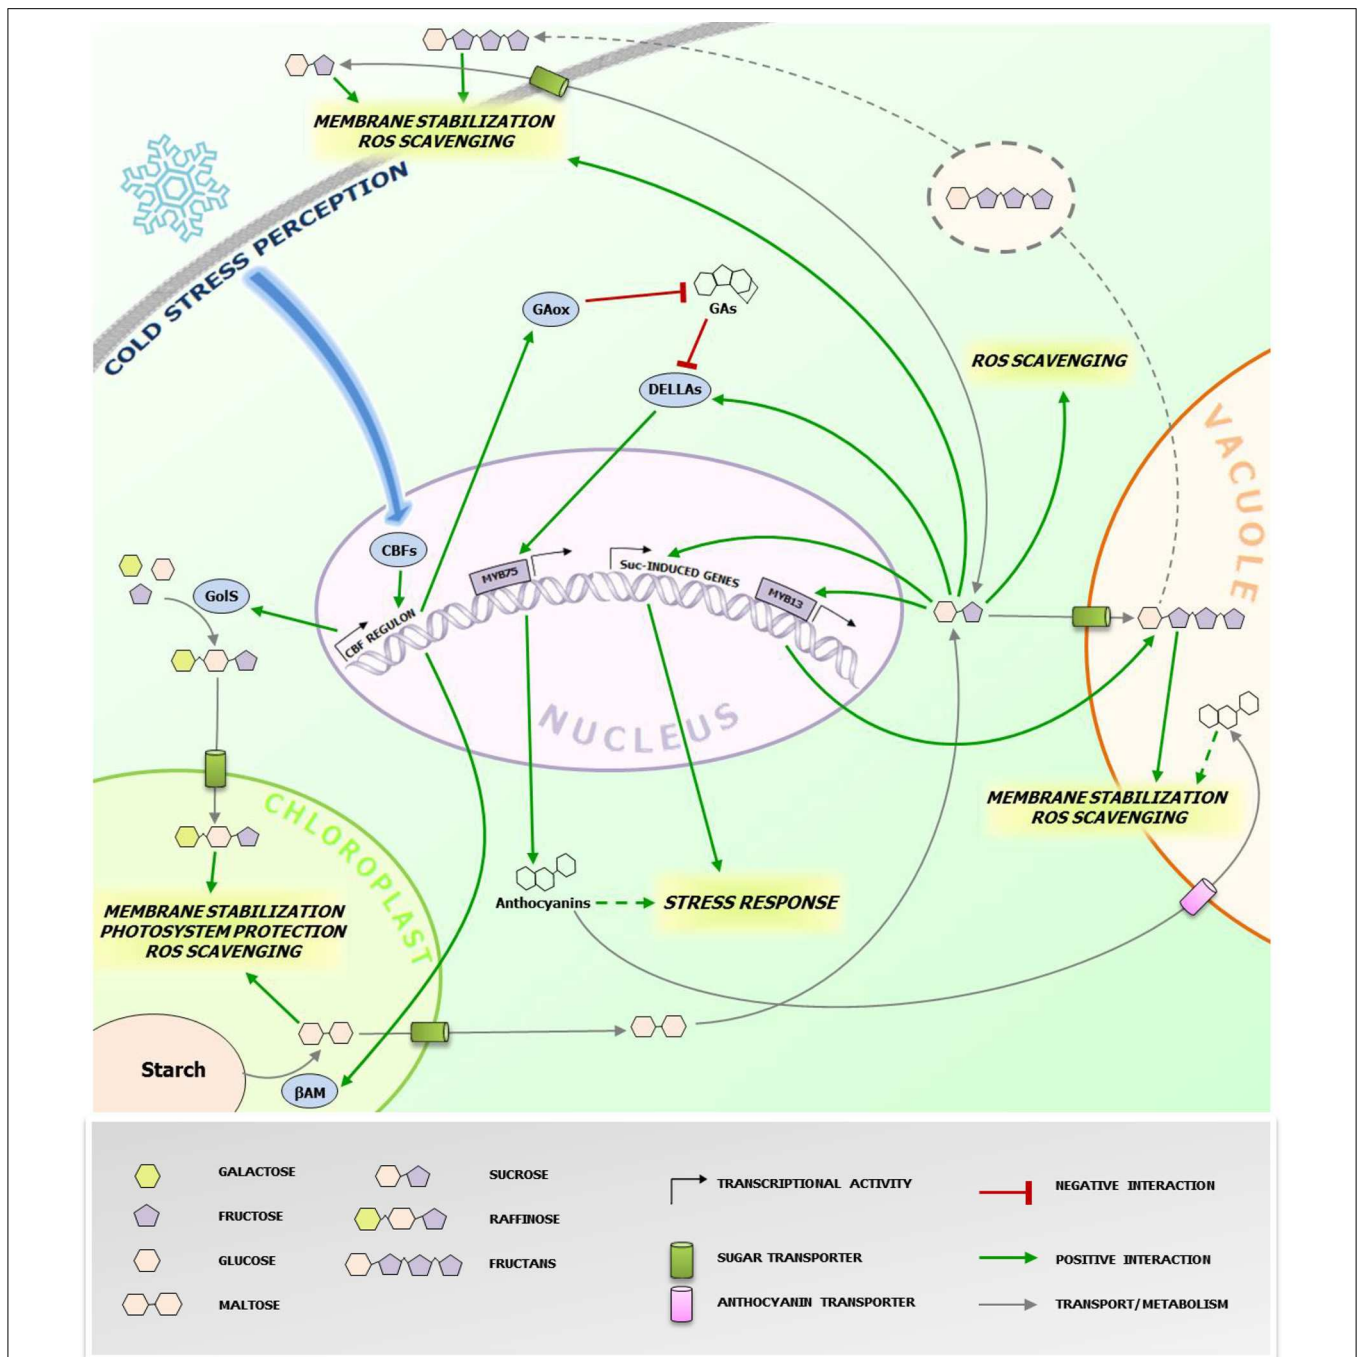 MEMBRANE STABILIZATION
ROS SCAVENGING
COLD STRESS PERCEPTION
GAox
GAs
DELLAs
ROS SCAVENGING
VACUOLE
CBFs
MYB75
Suc-INDUCED GENES
MYB13
GolS
CBF REGULON
NUCLEUS
MEMBRANE STABILIZATION
ROS SCAVENGING
CHLOROPLAST
Anthocyanins
STRESS RESPONSE
MEMBRANE STABILIZATION
PHOTOSYSTEM PROTECTION
ROS SCAVENGING
Starch
βAM
GALACTOSE
FRUCTOSE
GLUCOSE
MALTOSE
SUCROSE
RAFFINOSE
FRUCTANS
TRANSCRIPTIONAL ACTIVITY
SUGAR TRANSPORTER
ANTHOCYANIN TRANSPORTER
NEGATIVE INTERACTION
POSITIVE INTERACTION
TRANSPORT/METABOLISM